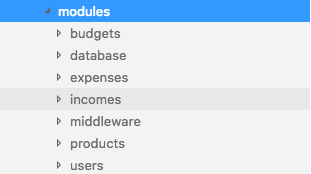 modules
budgets
database
expenses
incomes
middleware
products
users